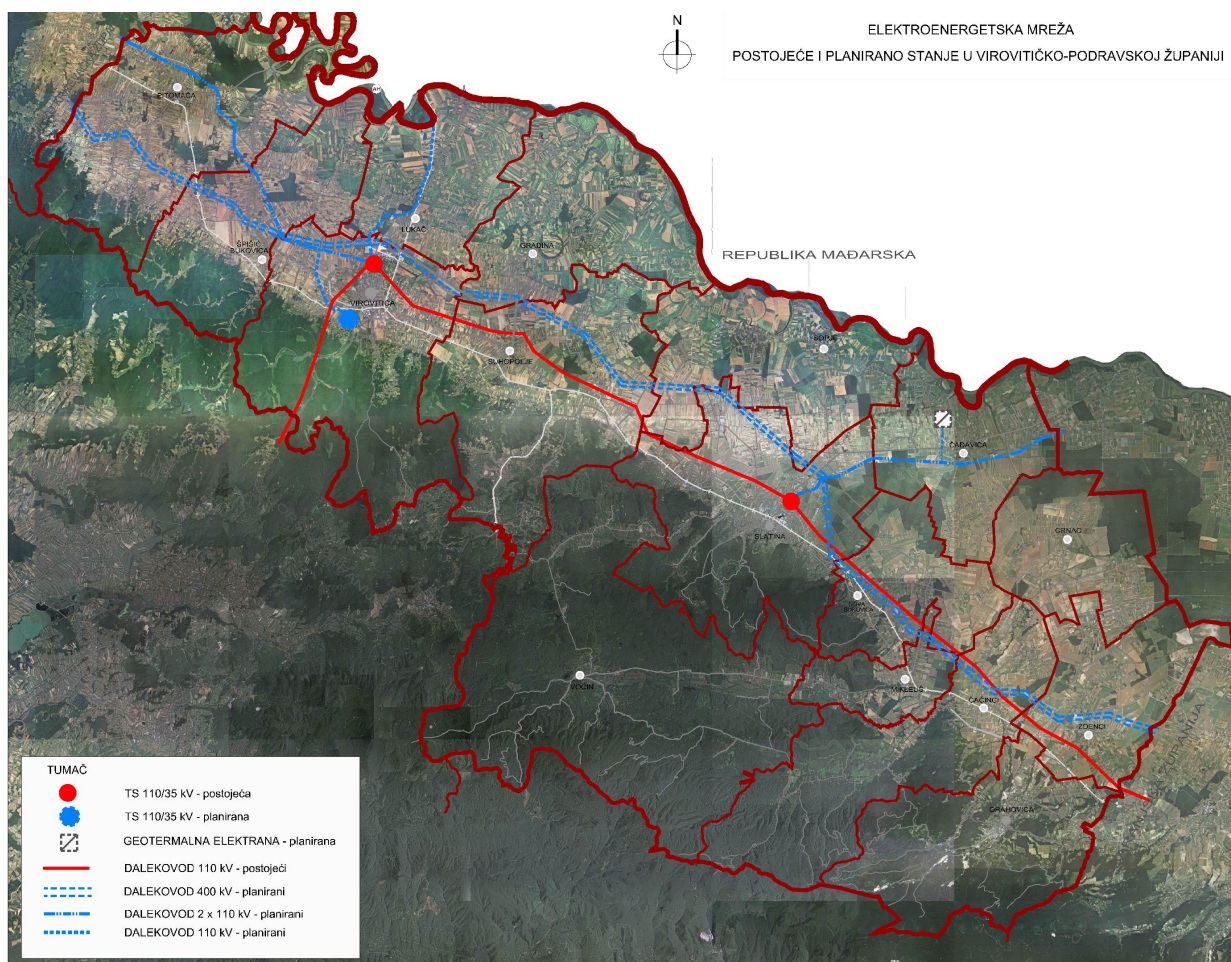 N
ELEKTROENERGETSKA MREŽA
POSTOJEĆE I PLANIRANO STANJE U VIROVITIČKO-PODRAVSKOJ ŽUPANIJI
PITOMAČA
LUKAČ
ŠPIŠIĆ
BUKOVICA
GRADINA
REPUBLIKA MAĐARSKA
VIROVITICA
SUHOPOLJE
SOPJE
ČAĐAVICA
SLATINA
CRNAC
NOVA
BUKOVICA
VOĆIN
MIKLEUŠ
ČAČINCI
ZDENCI
ORAHOVICA
TUMAČ
TS 110/35 kV - postojeća
TS 110/35 kV - planirana
GEOTERMALNA ELEKTRANA - planirana
DALEKOVOD 110 kV - postojeći
DALEKOVOD 400 kV - planirani
DALEKOVOD 2 x 110 kV - planirani
DALEKOVOD 110 kV - planirani